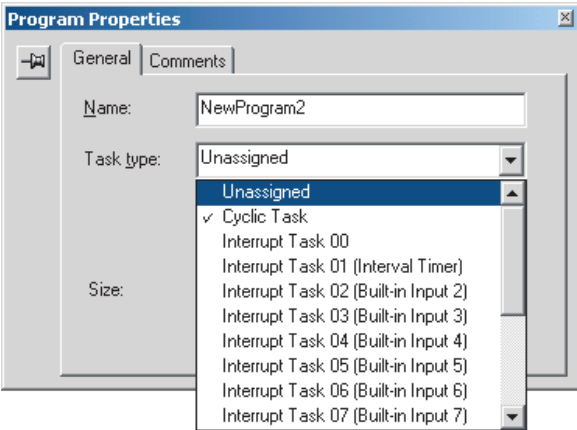 Program Properties
General Comments
Name: NewProgram2
Task type: Unassigned
Unassigned
✓ Cyclic Task
Interrupt Task 00
Interrupt Task 01 (Interval Timer)
Interrupt Task 02 (Built-in Input 2)
Size:
Interrupt Task 03 (Built-in Input 3)
Interrupt Task 04 (Built-in Input 4)
Interrupt Task 05 (Built-in Input 5)
Interrupt Task 06 (Built-in Input 6)
Interrupt Task 07 (Built-in Input 7)